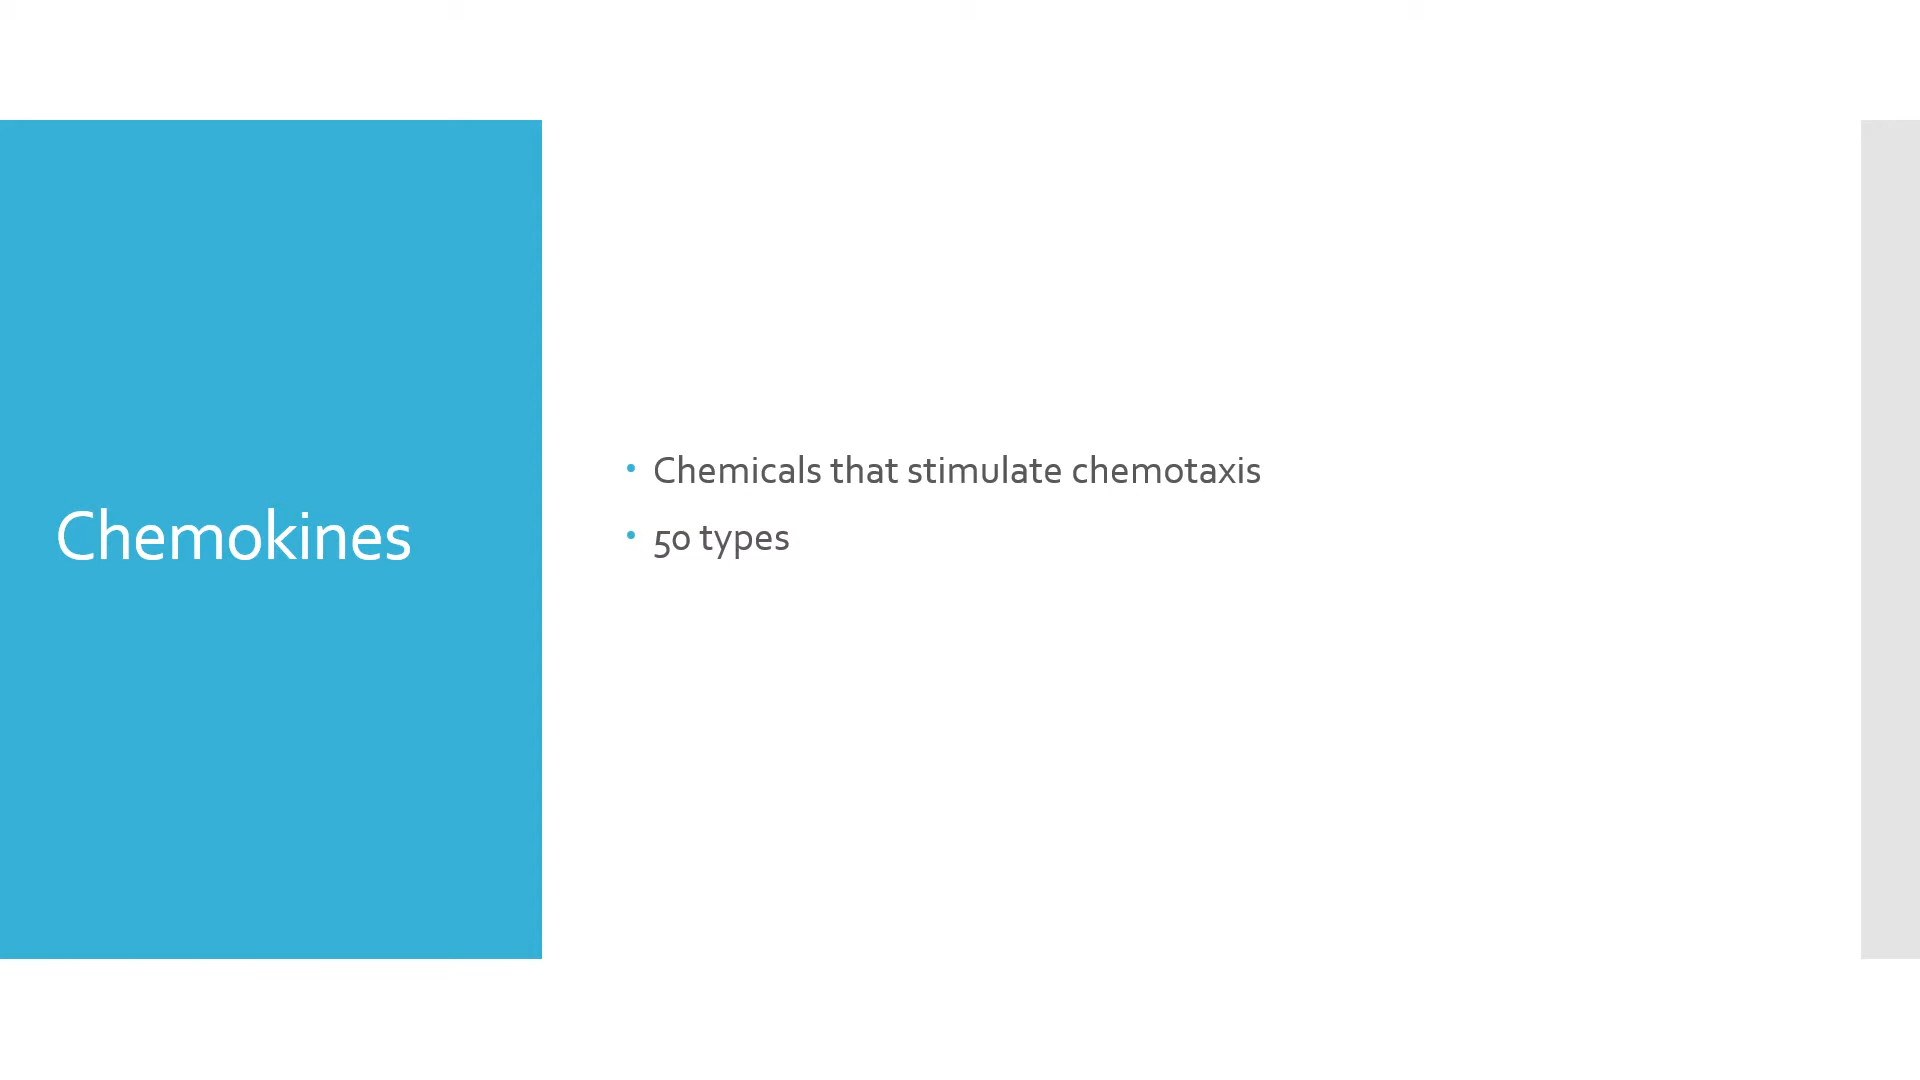 Chemokines
• Chemicals that stimulate chemotaxis
• 50 types